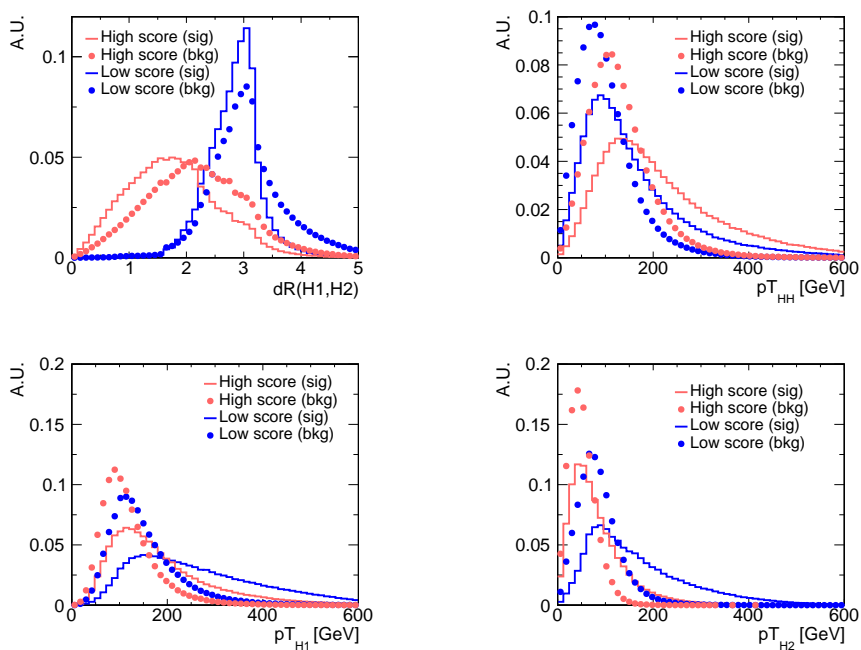 A.U.
0.1
0.05
0
High score (sig)
High score (bkg)
Low score (sig)
Low score (bkg)
0 1 2 3 4 5
dR(H1,H2)
A.U.
0.1
0.08
0.06
0.04
0.02
0
High score (sig)
High score (bkg)
Low score (sig)
Low score (bkg)
0 200 400 600
pT_HH [GeV]
A.U.
0.2
0.15
0.1
0.05
0
High score (sig)
High score (bkg)
Low score (sig)
Low score (bkg)
0 200 400 600
pT_H1 [GeV]
A.U.
0.2
0.15
0.1
0.05
0
High score (sig)
High score (bkg)
Low score (sig)
Low score (bkg)
0 200 400 600
pT_H2 [GeV]